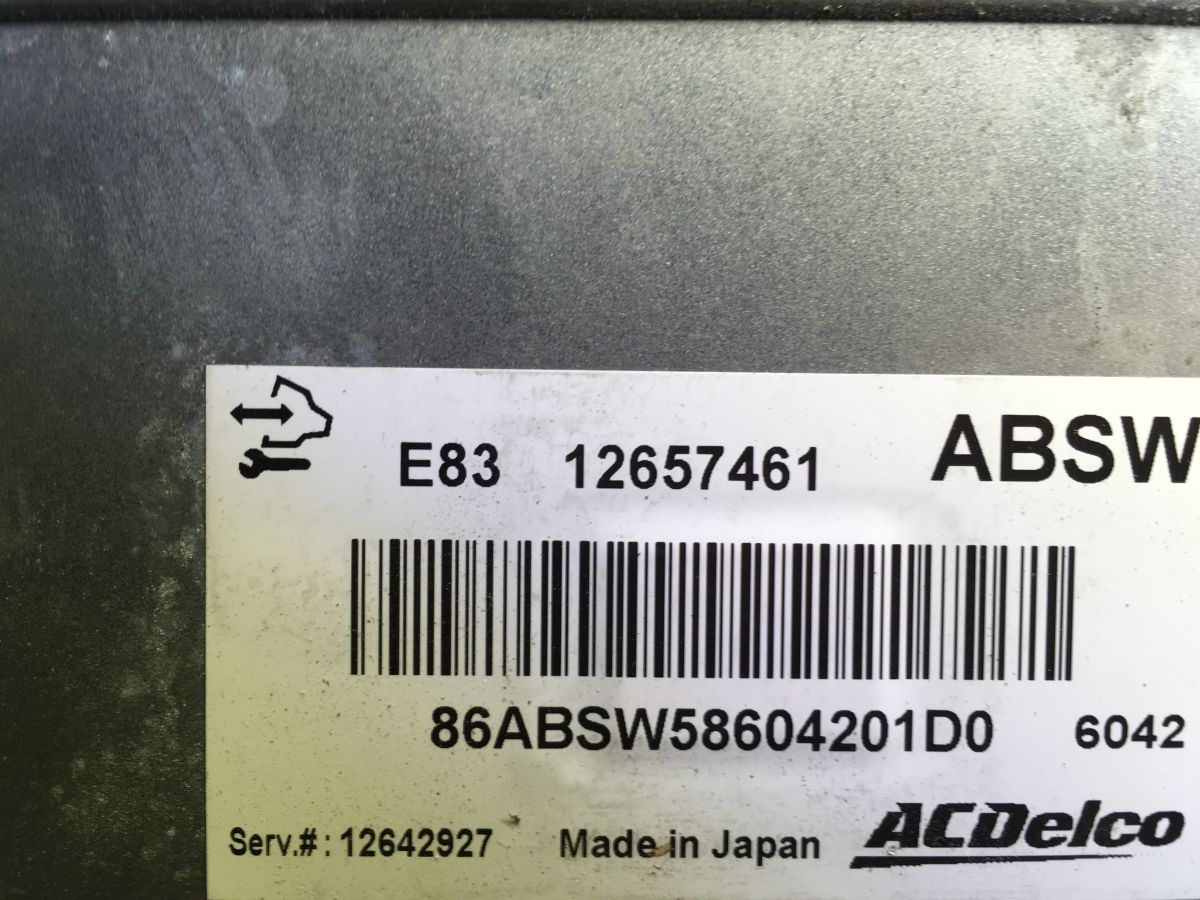 E83 12657461 ABSW
86ABSW58604201D0 6042
Serv.#: 12642927 Made in Japan ACDelco